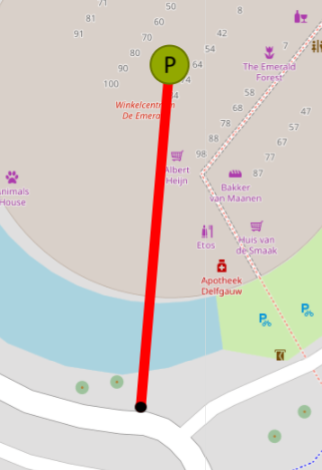 71
50
8
81
60
91
70
42
80
54
7
90
64
The Emerald
Forest
100
74
58
Winkelcentrum
De Emerald
68
47
78
57
88
67
98
77
Albert
Heijn
87
Bakker
van Maanen
Animals
House
Etos
Huis van
de Smaak
Apotheek
Delfgauw
P
P
P